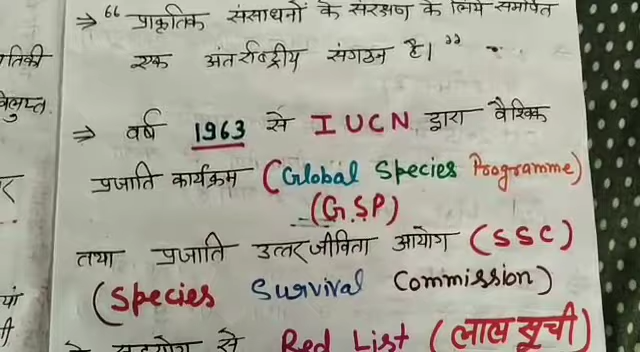 ⇒ “ प्राकृतिक संसाधनों के संरक्षण के लिये समर्पित
एक अंतर्राष्ट्रीय संगठन है। ”
⇒ वर्ष 1963 से IUCN द्वारा वैश्विक
प्रजाति कार्यक्रम (Global Species Programme)
(G.S.P)
तथा प्रजाति उत्तरजीविता आयोग (SSC)
(Species Survival Commission)
के सहयोग से Red List (लाल सूची)